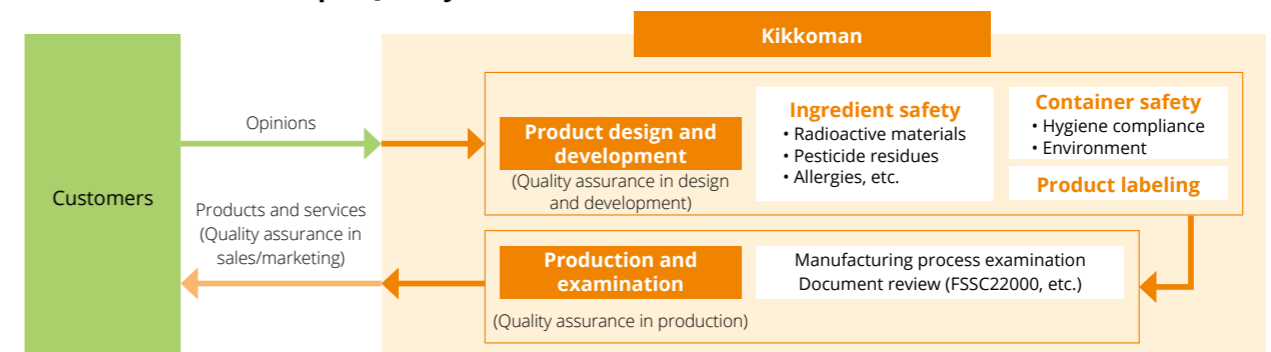 Kikkoman
Opinions
Customers
Products and services
(Quality assurance in
sales/marketing)
Product design and
development
(Quality assurance in design
and development)
Ingredient safety
• Radioactive materials
• Pesticide residues
• Allergies, etc.
Container safety
• Hygiene compliance
• Environment
Product labeling
Production and
examination
(Quality assurance in production)
Manufacturing process examination
Document review (FSSC22000, etc.)